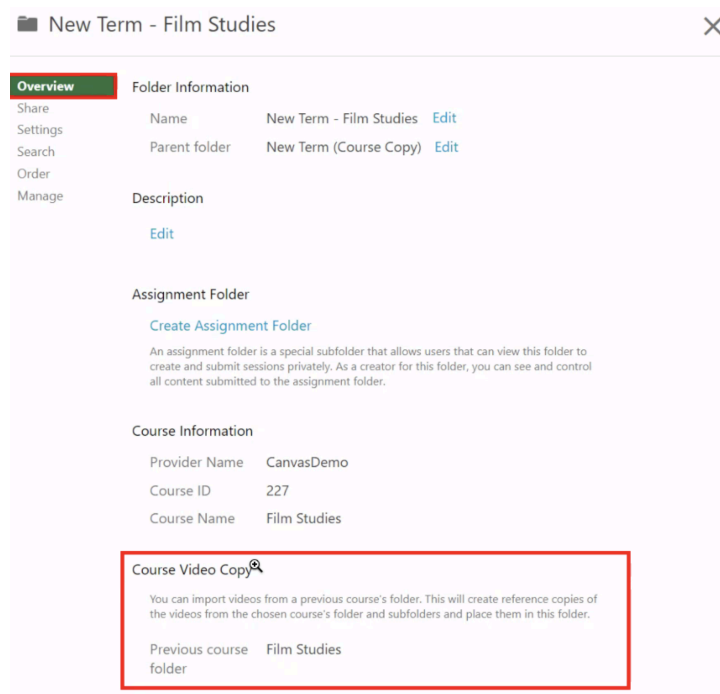 New Term - Film Studies
Overview
Share
Settings
Search
Order
Manage
Folder Information
Name New Term - Film Studies Edit
Parent folder New Term (Course Copy) Edit
Description
Edit
Assignment Folder
Create Assignment Folder
An assignment folder is a special subfolder that allows users that can view this folder to
create and submit sessions privately. As a creator for this folder, you can see and control
all content submitted to the assignment folder.
Course Information
Provider Name CanvasDemo
Course ID 227
Course Name Film Studies
Course Video Copy
You can import videos from a previous course's folder. This will create reference copies of
the videos from the chosen course's folder and subfolders and place them in this folder.
Previous course Film Studies
folder